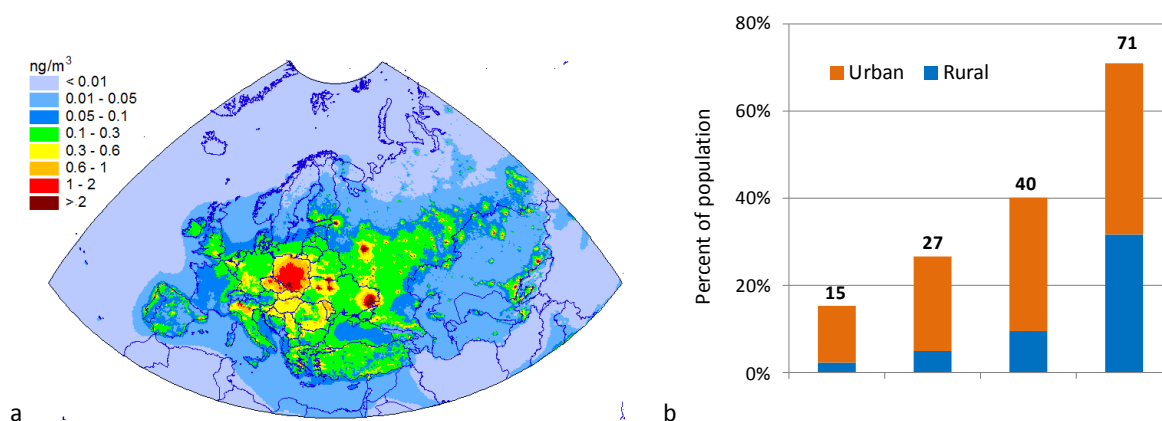 ng/m³
< 0.01
0.01 - 0.05
0.05 - 0.1
0.1 - 0.3
0.3 - 0.6
0.6 - 1
1 - 2
> 2
a
80%
60%
40%
20%
0%
Percent of population
Urban Rural
15
27
40
71
b